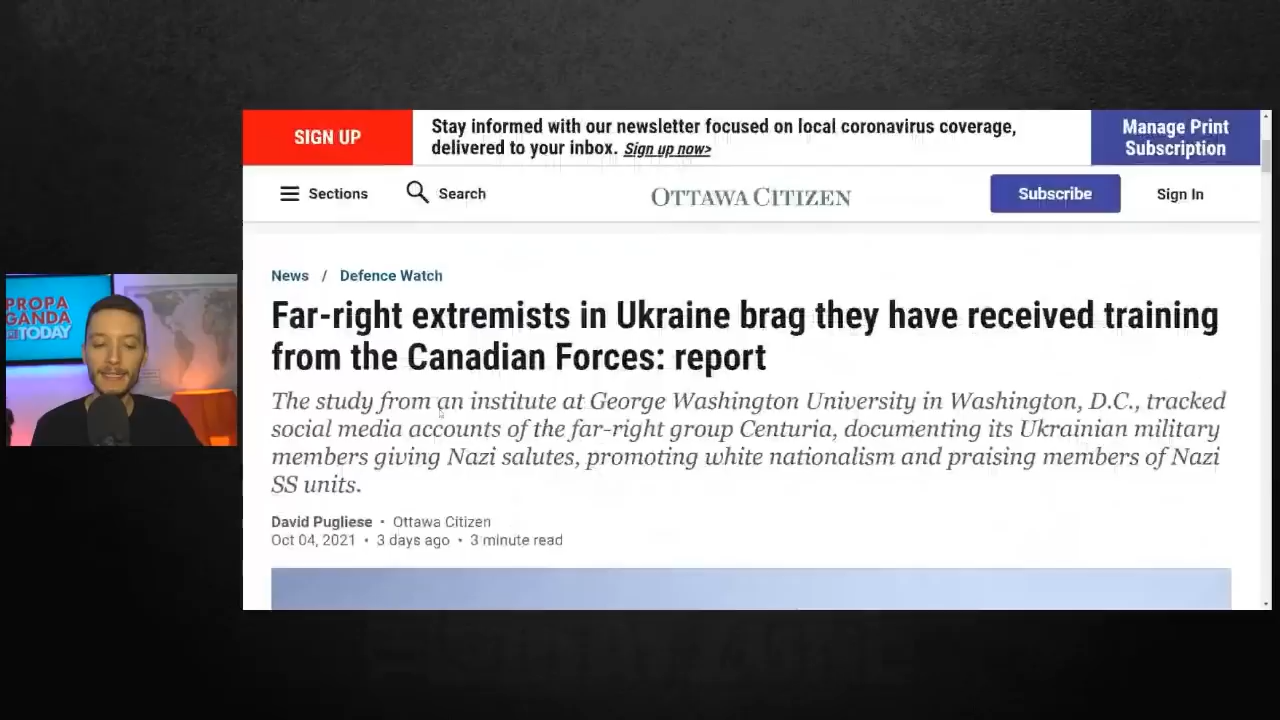 SIGN UP
Stay informed with our newsletter focused on local coronavirus coverage,
delivered to your inbox. Sign up now>
Manage Print
Subscription
Sections
Search
OTTAWA CITIZEN
Subscribe
Sign In
News / Defence Watch
Far-right extremists in Ukraine brag they have received training
from the Canadian Forces: report
The study from an institute at George Washington University in Washington, D.C., tracked
social media accounts of the far-right group Centuria, documenting its Ukrainian military
members giving Nazi salutes, promoting white nationalism and praising members of Nazi
SS units.
David Pugliese • Ottawa Citizen
Oct 04, 2021 • 3 days ago • 3 minute read
PROPA
GANDA
TODAY